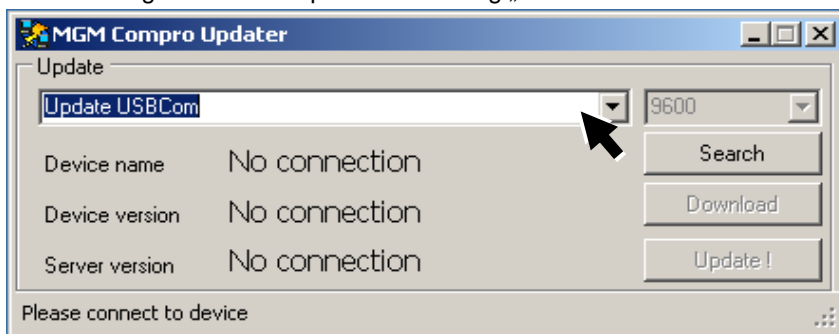 MGM Compro Updater
Update
Update USBCom
9600
Device name No connection
Search
Device version No connection
Download
Server version No connection
Update !
Please connect to device